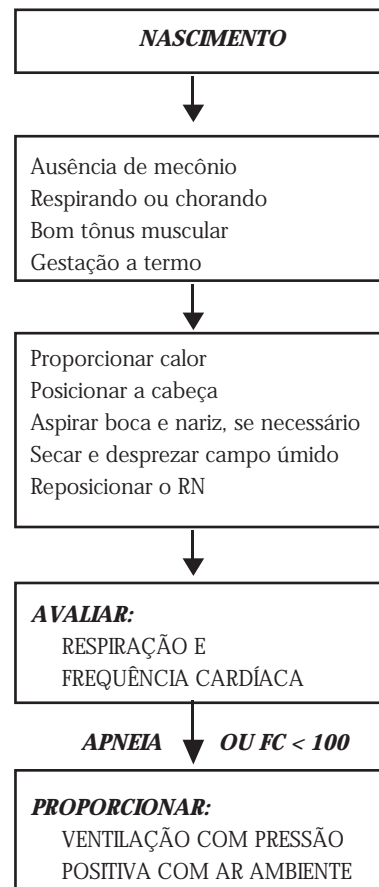 NASCIMENTO
Ausência de mecônio
Respirando ou chorando
Bom tônus muscular
Gestação a termo
Proporcionar calor
Posicionar a cabeça
Aspirar boca e nariz, se necessário
Secar e desprezar campo úmido
Reposicionar o RN
AVALIAR:
RESPIRAÇÃO E
FREQUÊNCIA CARDÍACA
APNEIA OU FC < 100
PROPORCIONAR:
VENTILAÇÃO COM PRESSÃO
POSITIVA COM AR AMBIENTE